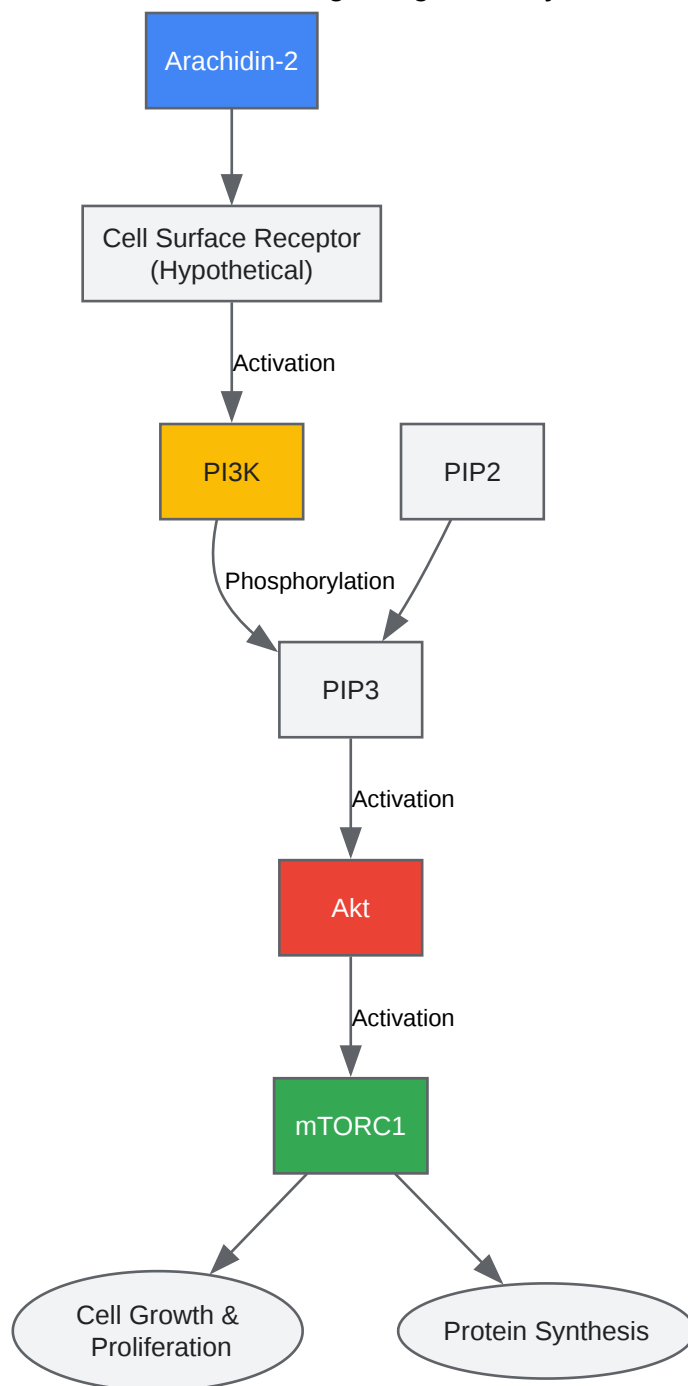 Arachidin-2
Cell Surface Receptor
(Hypothetical)
Activation
PI3K
PIP2
Phosphorylation
PIP3
Activation
Akt
Activation
mTORC1
Cell Growth &
Proliferation
Protein Synthesis